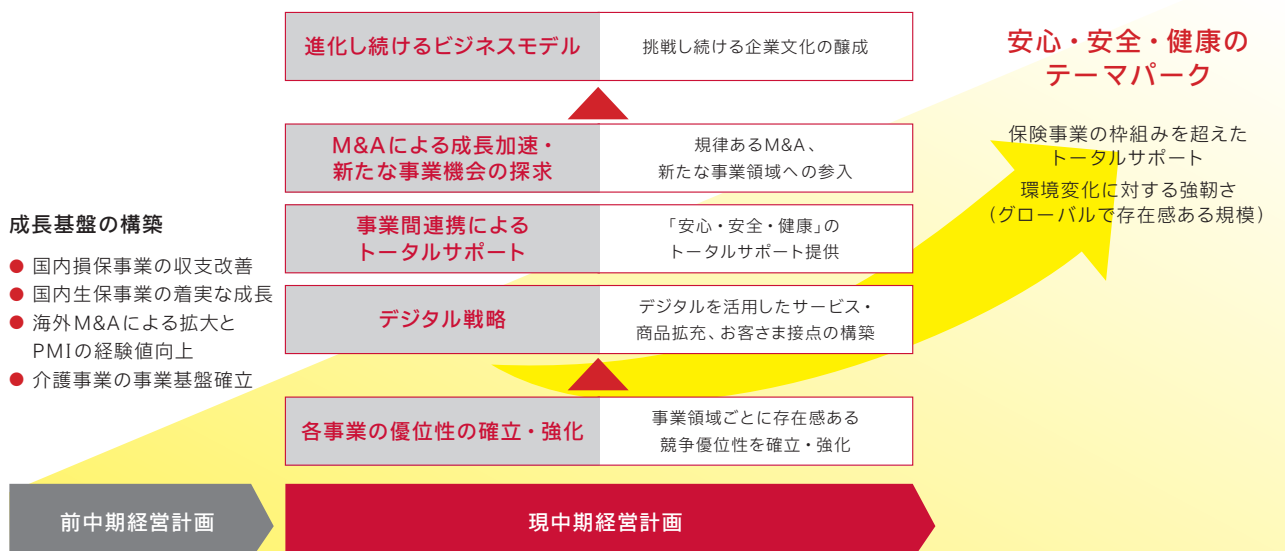 成長基盤の構築
● 国内損保事業の収支改善
● 国内生保事業の着実な成長
● 海外M&Aによる拡大と
PMIの経験値向上
● 介護事業の事業基盤確立
前中期経営計画
進化し続けるビジネスモデル
挑戦し続ける企業文化の醸成
M&Aによる成長加速・
新たな事業機会の探求
規律あるM&A、
新たな事業領域への参入
事業間連携による
トータルサポート
「安心・安全・健康」の
トータルサポート提供
デジタル戦略
デジタルを活用したサービス・
商品拡充、お客さま接点の構築
各事業の優位性の確立・強化
事業領域ごとに存在感ある
競争優位性を確立・強化
現中期経営計画
安心・安全・健康の
テーマパーク
保険事業の枠組みを超えた
トータルサポート
環境変化に対する強靭さ
（グローバルで存在感ある規模）